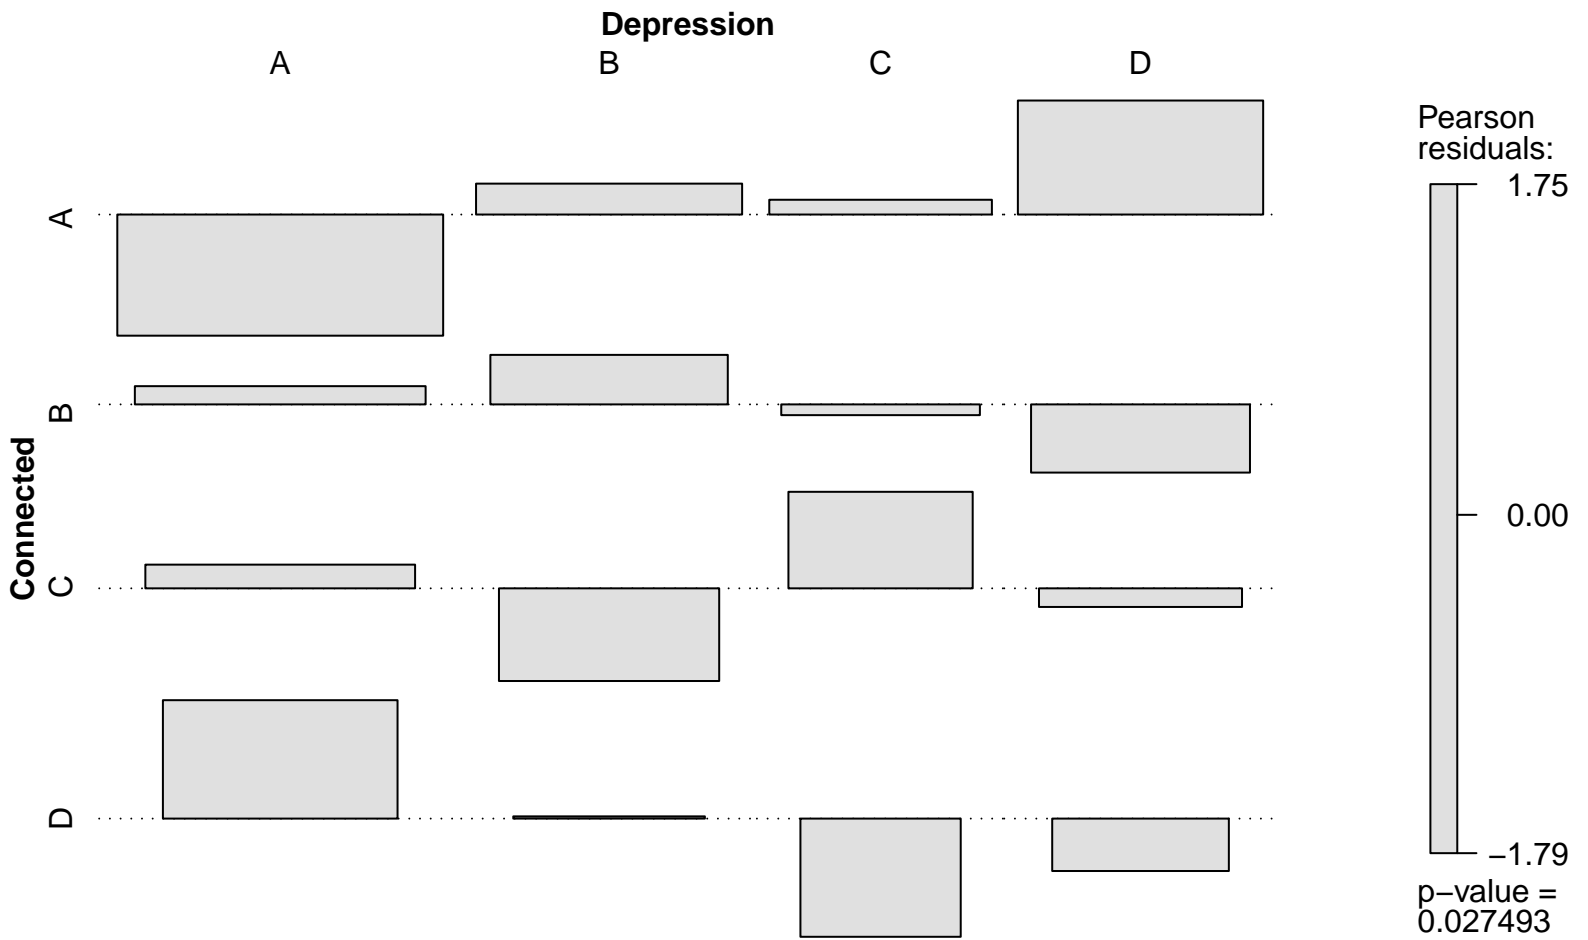 Depression
A B C D
Pearson
residuals:
1.75
A
B
0.00
Connected
C
D
−1.79
p−value =
0.027493